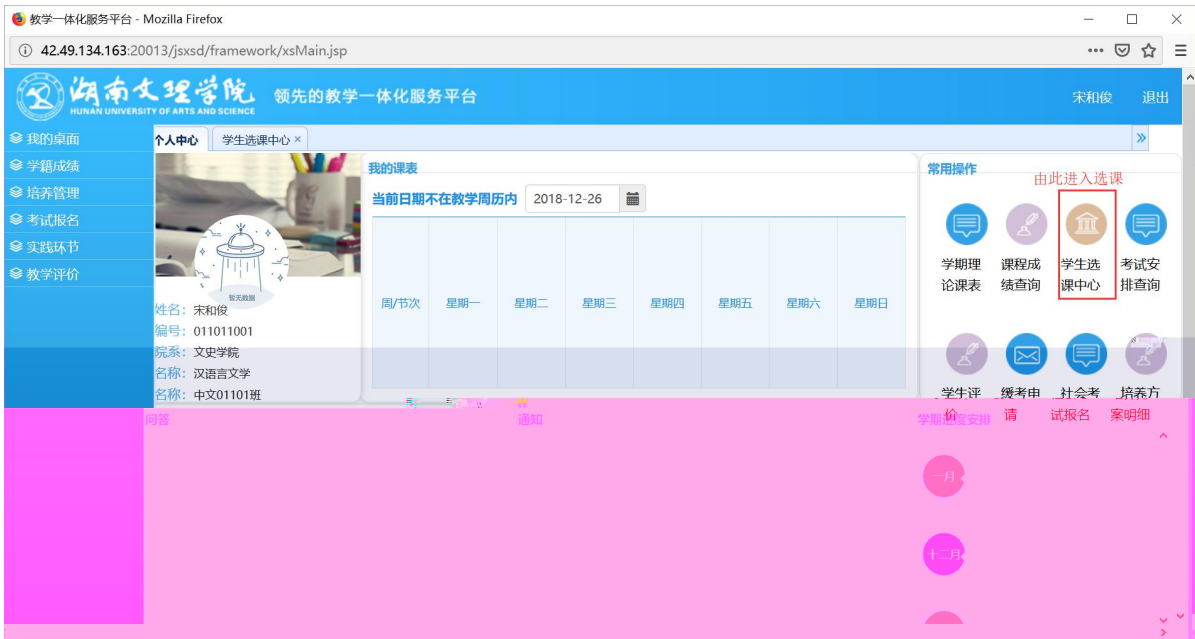 教学一体化服务平台 - Mozilla Firefox
42.49.134.163:20013/jsxsd/framework/xsMain.jsp
湖南文理学院
HUNAN UNIVERSITY OF ARTS AND SCIENCE
领先的教学一体化服务平台
宋和俊 退出
我的桌面
学籍成绩
培养管理
考试报名
实践环节
教学评价
个人中心 学生选课中心 ×
暂无数据
姓名：宋和俊
编号：011011001
院系：文史学院
名称：汉语言文学
名称：中文01101班
我的课表
当前日期不在教学周历内 2018-12-26
周/节次 星期一 星期二 星期三 星期四 星期五 星期六 星期日
常用操作
由此进入选课
学期理论课表
课程成绩查询
学生选课中心
考试安排查询
学生评价
缓考申请
社会考试报名
培养方案明细
问答
通知
学期进度安排
一月
十二月